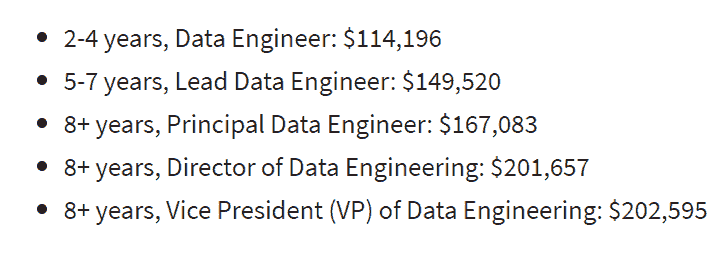 • 2-4 years, Data Engineer: $114,196
• 5-7 years, Lead Data Engineer: $149,520
• 8+ years, Principal Data Engineer: $167,083
• 8+ years, Director of Data Engineering: $201,657
• 8+ years, Vice President (VP) of Data Engineering: $202,595